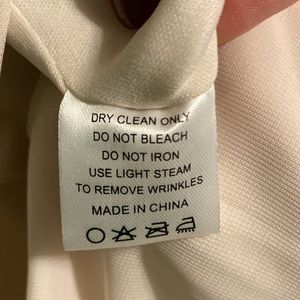 DRY CLEAN ONLY
DO NOT BLEACH
DO NOT IRON
USE LIGHT STEAM
TO REMOVE WRINKLES
MADE IN CHINA